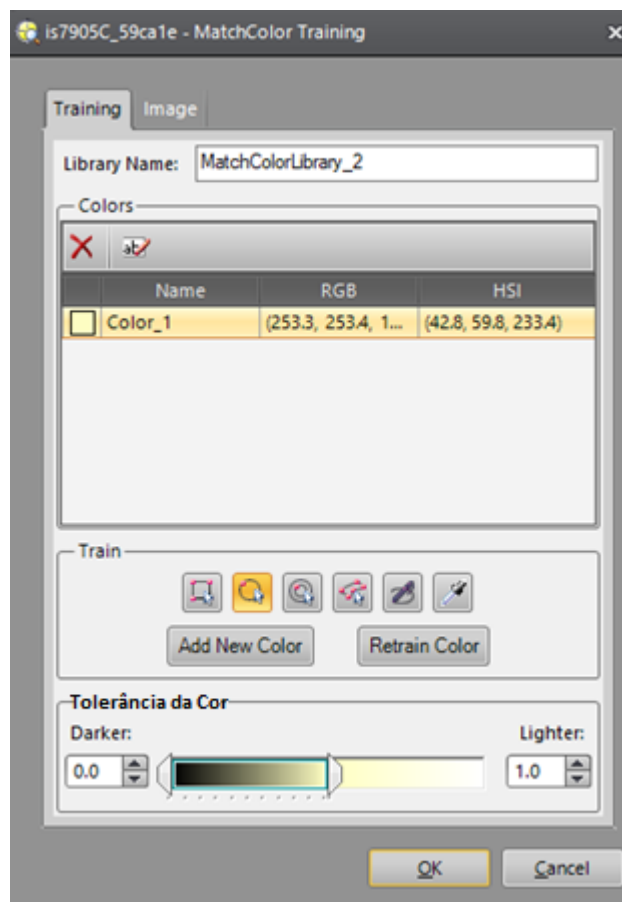 is7905C_59ca1e - MatchColor Training
Training Image
Library Name: MatchColorLibrary_2
Colors
ab
Name RGB HSI
Color_1 (253.3, 253.4, 1... (42.8, 59.8, 233.4)
Train
Add New Color Retrain Color
Tolerância da Cor
Darker: Lighter:
0.0 1.0
OK Cancel